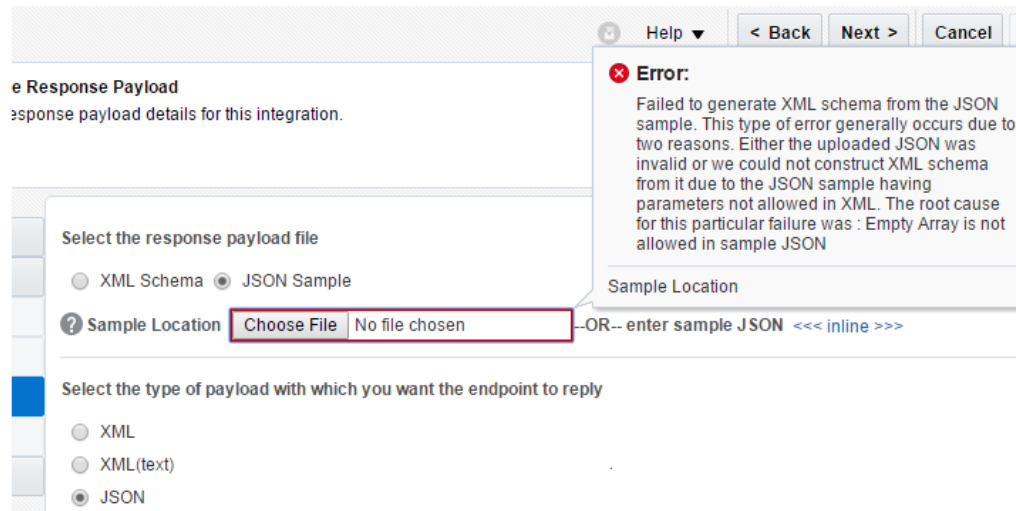 Help ▼ < Back Next > Cancel
Error:
Failed to generate XML schema from the JSON
sample. This type of error generally occurs due to
two reasons. Either the uploaded JSON was
invalid or we could not construct XML schema
from it due to the JSON sample having
parameters not allowed in XML. The root cause
for this particular failure was : Empty Array is not
allowed in sample JSON
Sample Location
e Response Payload
esponse payload details for this integration.
Select the response payload file
XML Schema JSON Sample
? Sample Location Choose File No file chosen --OR-- enter sample JSON <<< inline >>>
Select the type of payload with which you want the endpoint to reply
XML
XML(text)
JSON